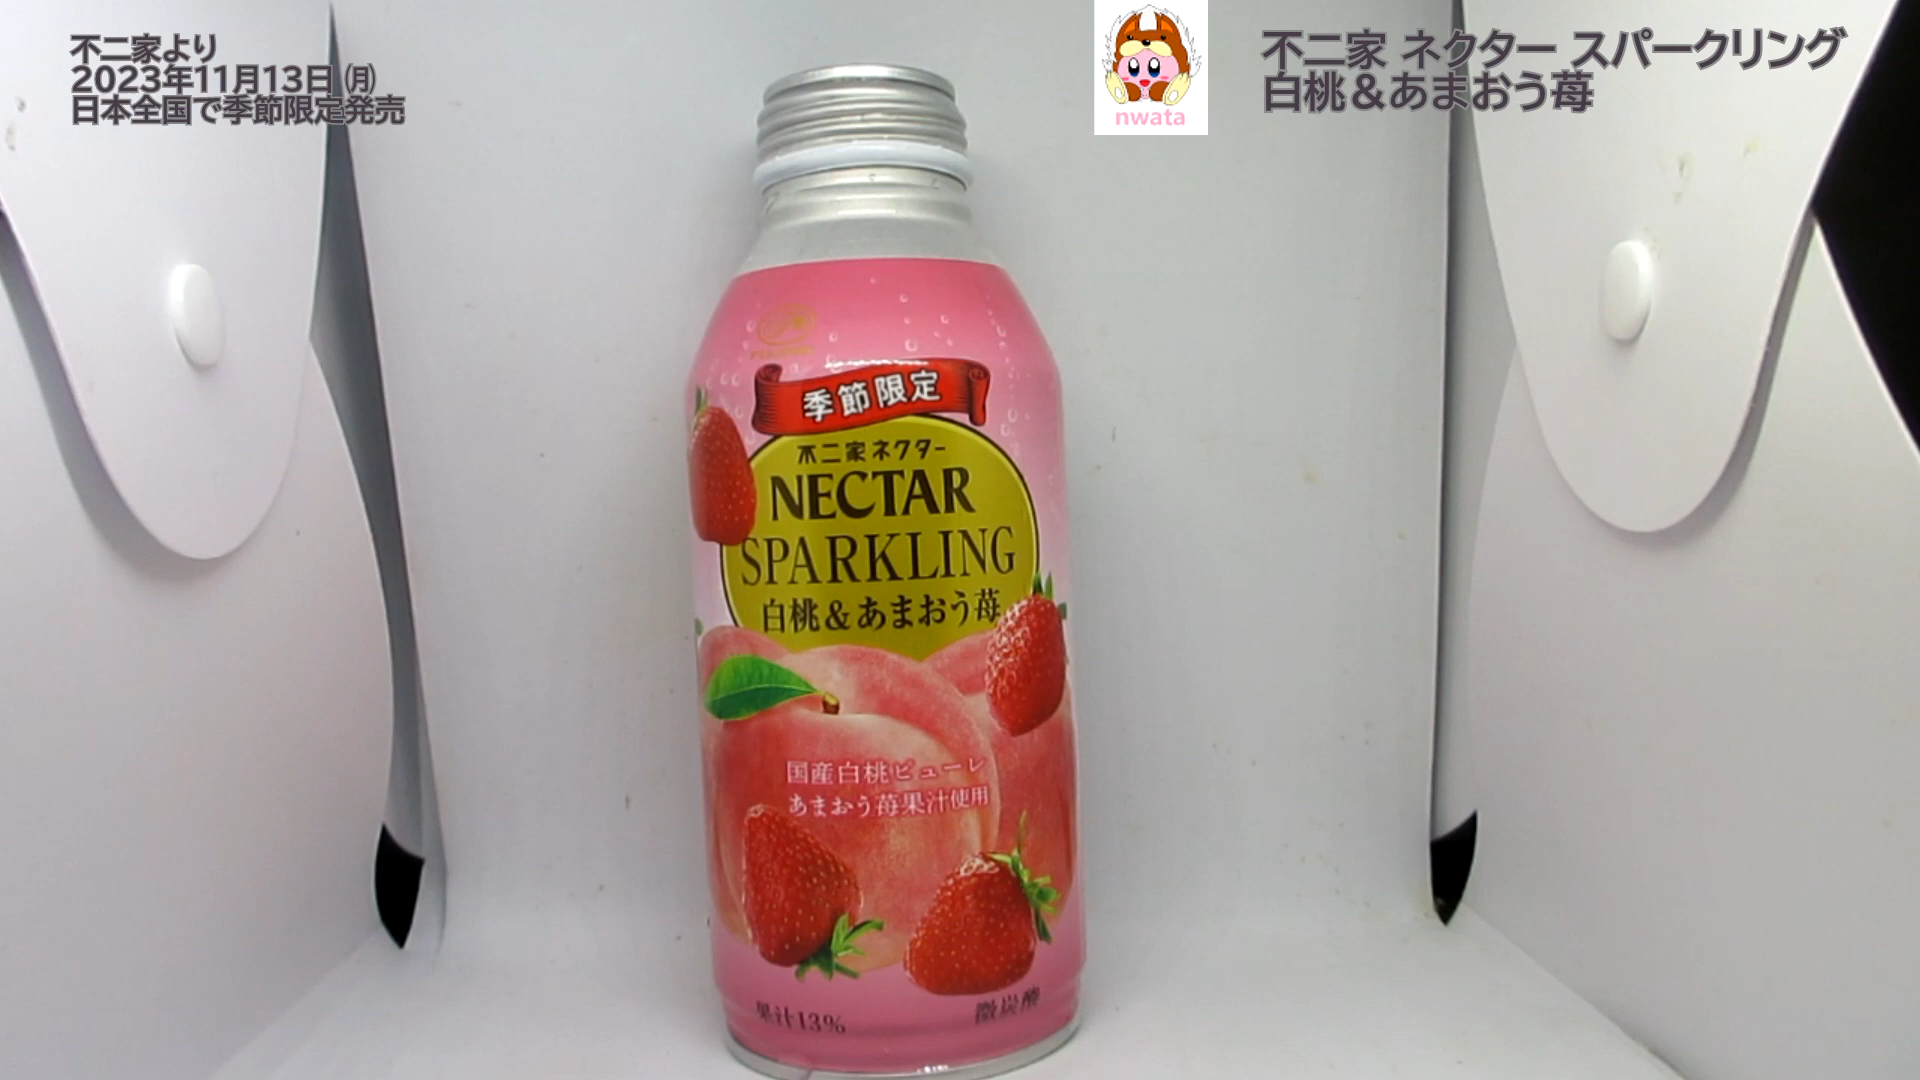 不二家より
2023年11月13日㈪
日本全国で季節限定発売
nwata
不二家 ネクター スパークリング
白桃＆あまおう苺
季節限定
不二家ネクター
NECTAR
SPARKLING
白桃＆あまおう苺
国産白桃ピューレ
あまおう苺果汁使用
果汁13%
微炭酸